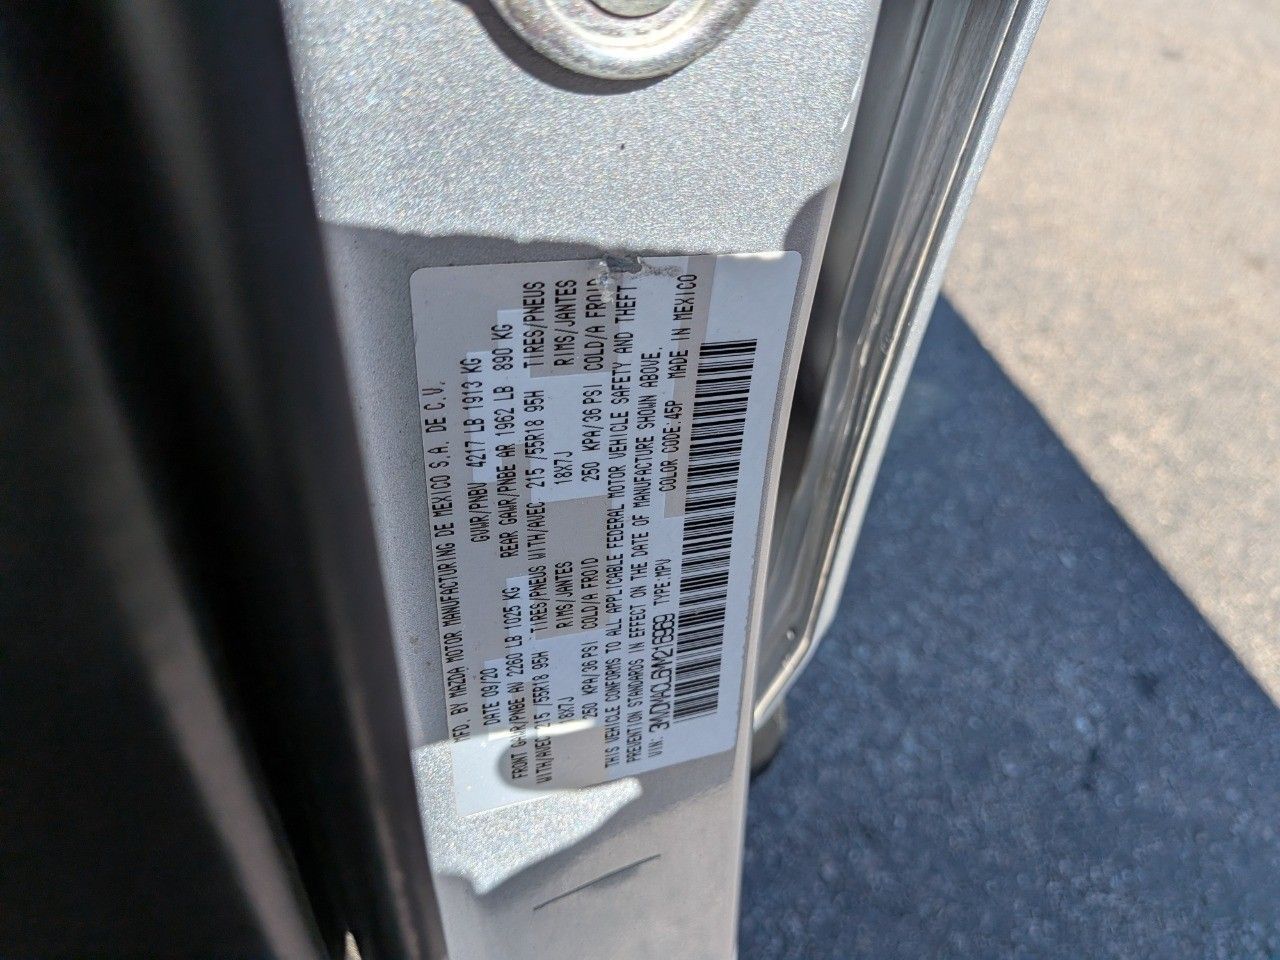 MFD. BY MAZDA MOTOR MANUFACTURING DE MEXICO S.A. DE C.V.,
DATE 09/20 GVWR/PNBV 4217 LB 1913 KG
FRONT GAWR/PNBE AV 2260 LB 1025 KG REAR GAWR/PNBE AR 1962 LB 890 KG
WITH/AVEC 215 /55R18 95H TIRES/PNEUS WITH/AVEC 215 /55R18 95H TIRES/PNEUS
18X7J RIMS/JANTES 18X7J RIMS/JANTES
250 KPA/36 PSI COLD/A FROID 250 KPA/36 PSI COLD/A
THIS VEHICLE CONFORMS TO ALL APPLICABLE FEDERAL MOTOR VEHICLE SAFETY AND THEFT
PREVENTION STANDARDS IN EFFECT ON THE DATE OF MANUFACTURE SHOWN ABOVE.
VIN: TYPE:MPV COLOR CODE:45P MADE IN MEXICO